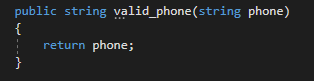 public string valid_phone(string phone)
{
return phone;
}